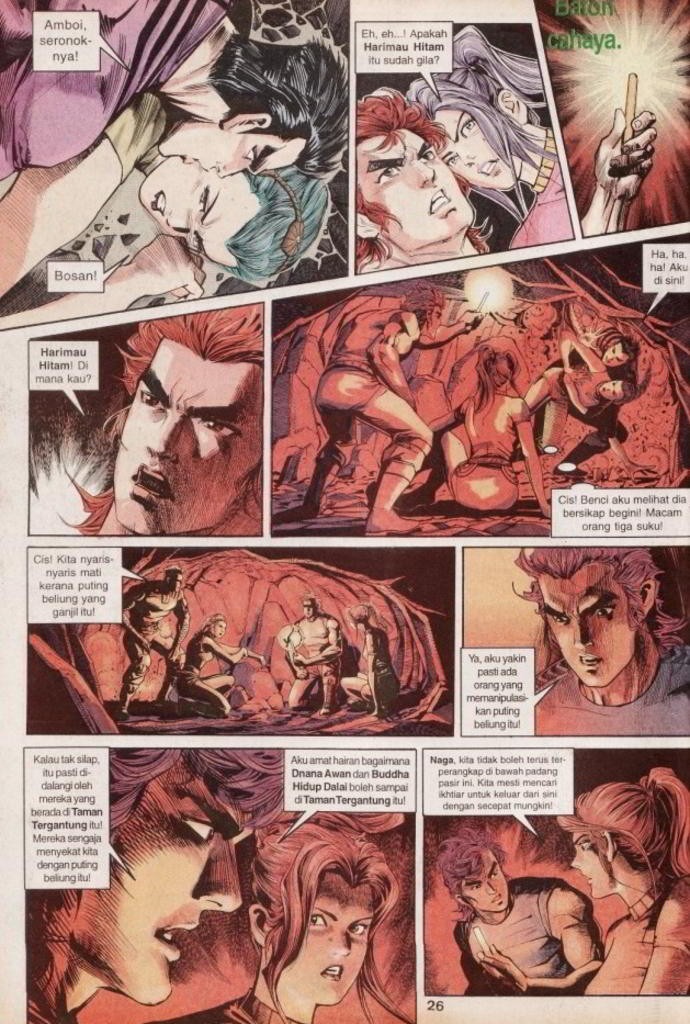 Amboi,
seronok-
nya!
Bosan!
Eh, eh...! Apakah
Harimau Hitam
itu sudah gila?
Baton
cahaya.
Harimau
Hitam! Di
mana kau?
Ha, ha,
ha! Aku
di sini!
Cis! Benci aku melihat dia
bersikap begini! Macam
orang tiga suku!
Cis! Kita nyaris-
nyaris mati
kerana puting
beliung yang
ganjil itu!
Ya, aku yakin
pasti ada
orang yang
memanipulasi-
kan puting
beliung itu!
Kalau tak silap,
itu pasti di-
dalangi oleh
mereka yang
berada di Taman
Tergantung itu!
Mereka sengaja
menyekat kita
dengan puting
beliung itu!
Aku amat hairan bagaimana
Dnana Awan dan Buddha
Hidup Dalai boleh sampai
di Taman Tergantung itu!
Naga, kita tidak boleh terus ter-
perangkap di bawah padang
pasir ini. Kita mesti mencari
ikhtiar untuk keluar dari sini
dengan secepat mungkin!
26